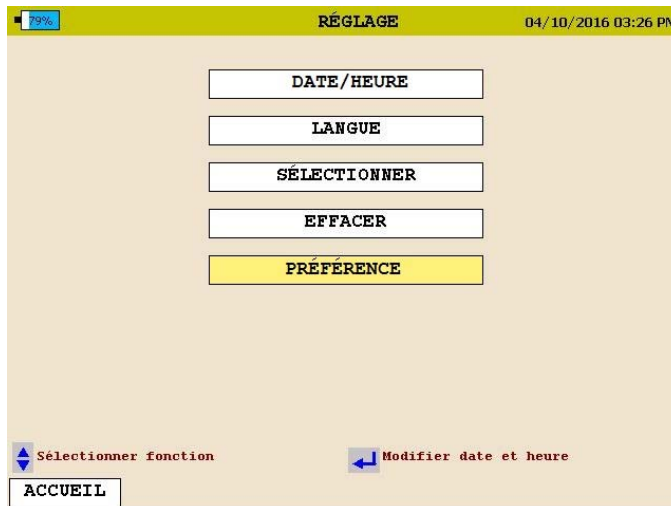 79% RÉGLAGE 04/10/2016 03:26 PM
DATE/HEURE
LANGUE
SÉLECTIONNER
EFFACER
PRÉFÉRENCE
Sélectionner fonction Modifier date et heure
ACCUEIL